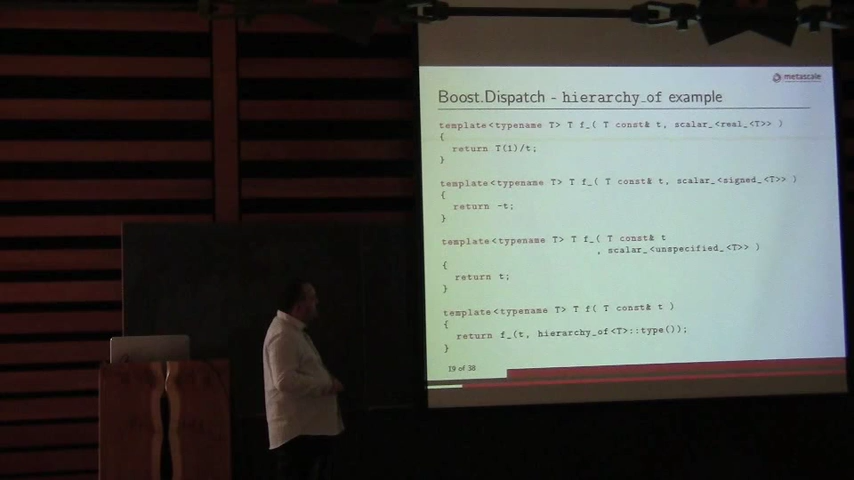 metascale
Boost.Dispatch - hierarchy_of example
template<typename T> T f_( T const& t, scalar_<real_<T>> )
{
return T(1)/t;
}
template<typename T> T f_( T const& t, scalar_<signed_<T>> )
{
return -t;
}
template<typename T> T f_( T const& t
, scalar_<unspecified_<T>> )
{
return t;
}
template<typename T> T f( T const& t )
{
return f_(t, hierarchy_of<T>::type());
}
19 of 38